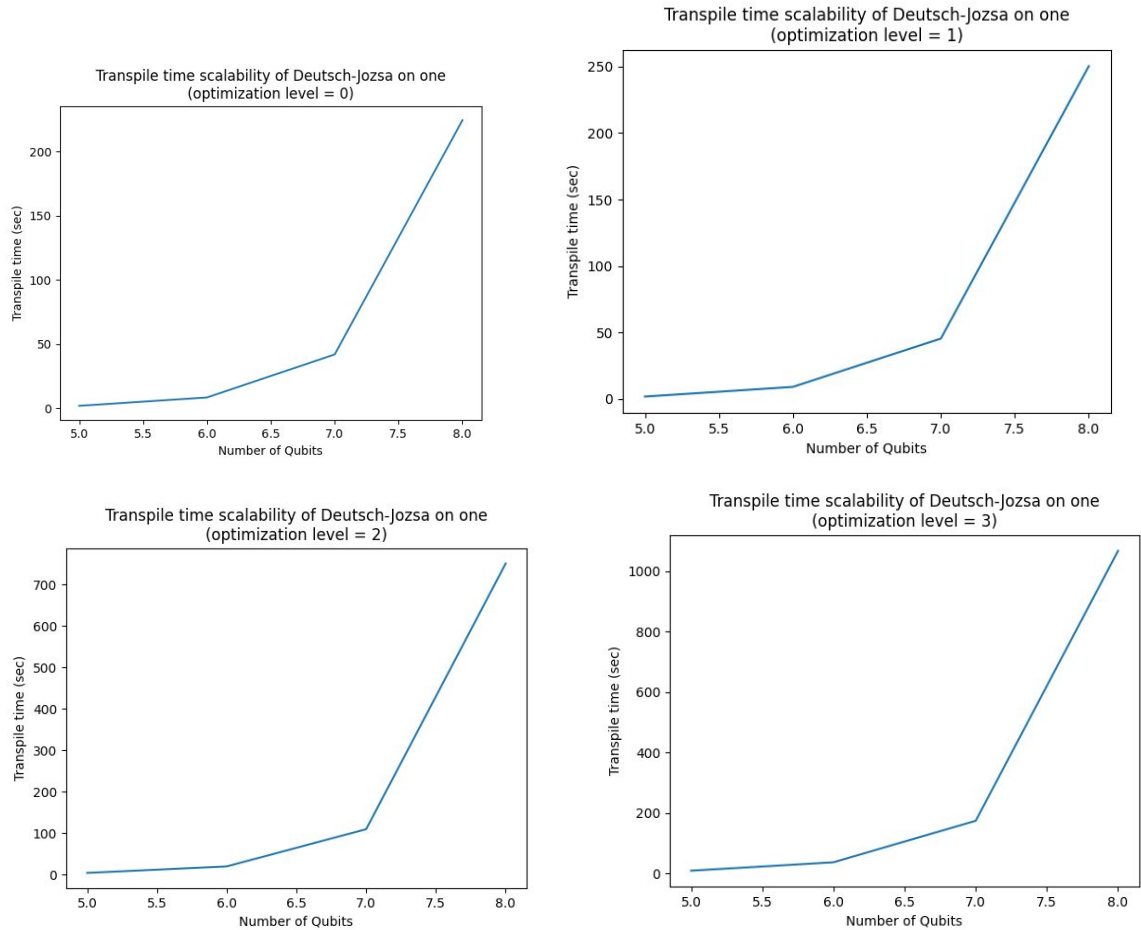 Transpile time scalability of Deutsch-Jozsa on one
(optimization level = 0)
200
150
100
50
0
Transpile time (sec)
5.0 5.5 6.0 6.5 7.0 7.5 8.0
Number of Qubits
Transpile time scalability of Deutsch-Jozsa on one
(optimization level = 1)
250
200
150
100
50
0
Transpile time (sec)
5.0 5.5 6.0 6.5 7.0 7.5 8.0
Number of Qubits
Transpile time scalability of Deutsch-Jozsa on one
(optimization level = 2)
700
600
500
400
300
200
100
0
Transpile time (sec)
5.0 5.5 6.0 6.5 7.0 7.5 8.0
Number of Qubits
Transpile time scalability of Deutsch-Jozsa on one
(optimization level = 3)
1000
800
600
400
200
0
Transpile time (sec)
5.0 5.5 6.0 6.5 7.0 7.5 8.0
Number of Qubits